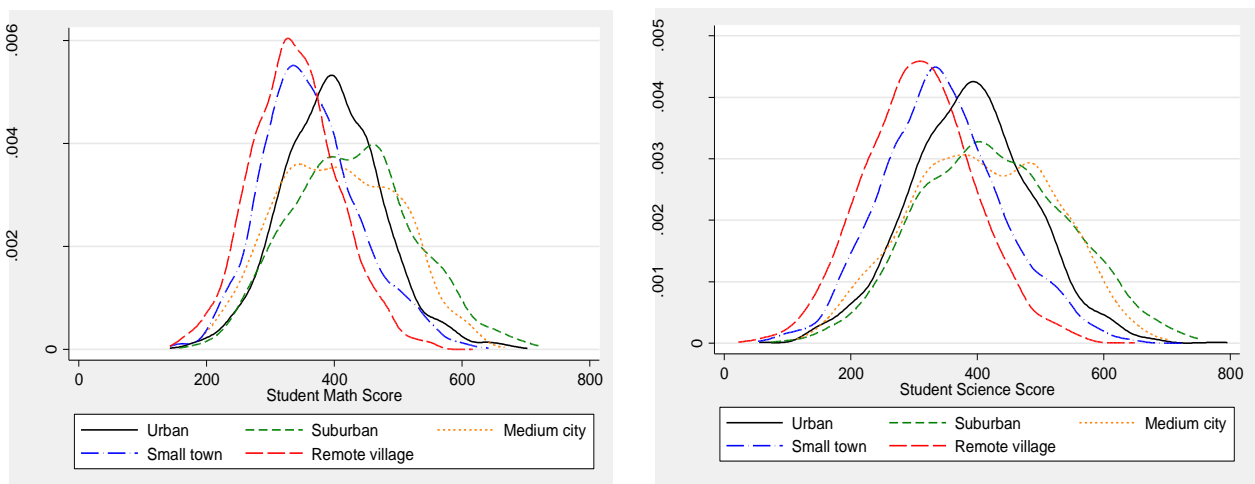 .006
.004
.002
0
0 200 400 600 800
Student Math Score
Urban Suburban Medium city
Small town Remote village
.005
.004
.003
.002
.001
0
0 200 400 600 800
Student Science Score
Urban Suburban Medium city
Small town Remote village